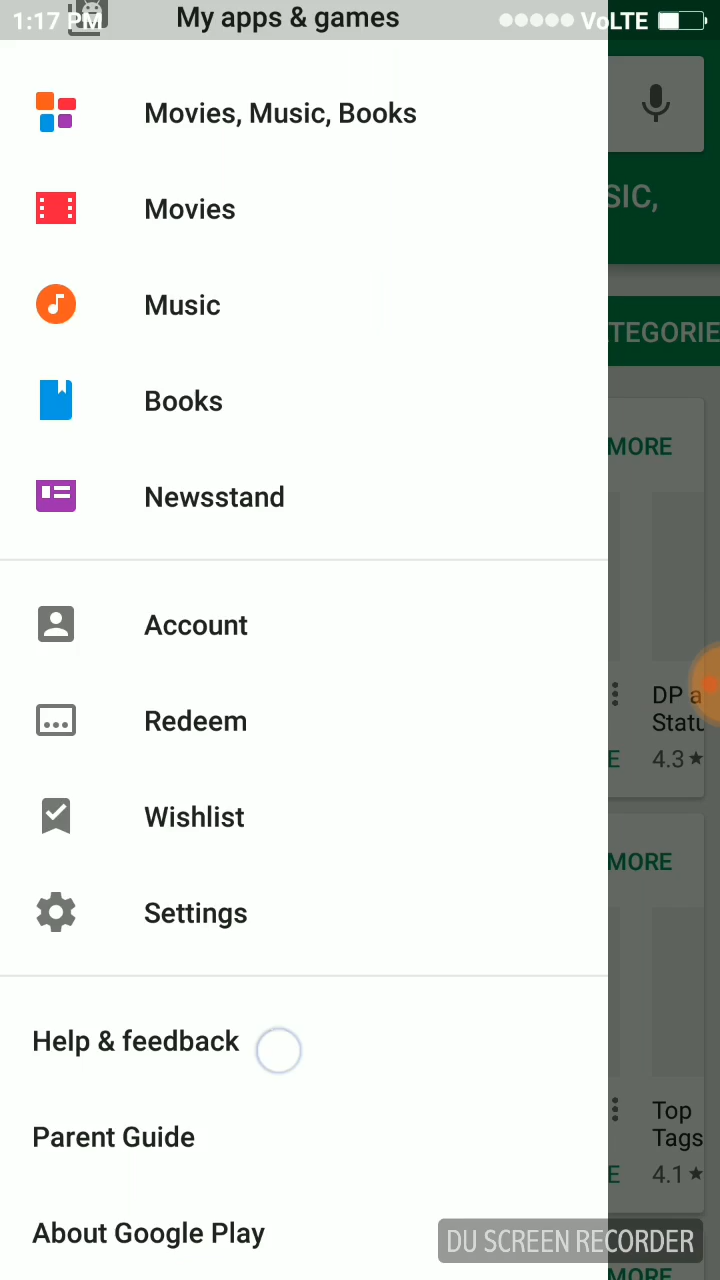 1:17 PM
VoLTE
My apps & games
Movies, Music, Books
Movies
Music
Books
Newsstand
Account
Redeem
Wishlist
Settings
Help & feedback
Parent Guide
About Google Play
SIC,
TEGORIE
MORE
DP a
Statu
E
4.3★
MORE
Top
Tags
E
4.1★
MORE
DU SCREEN RECORDER